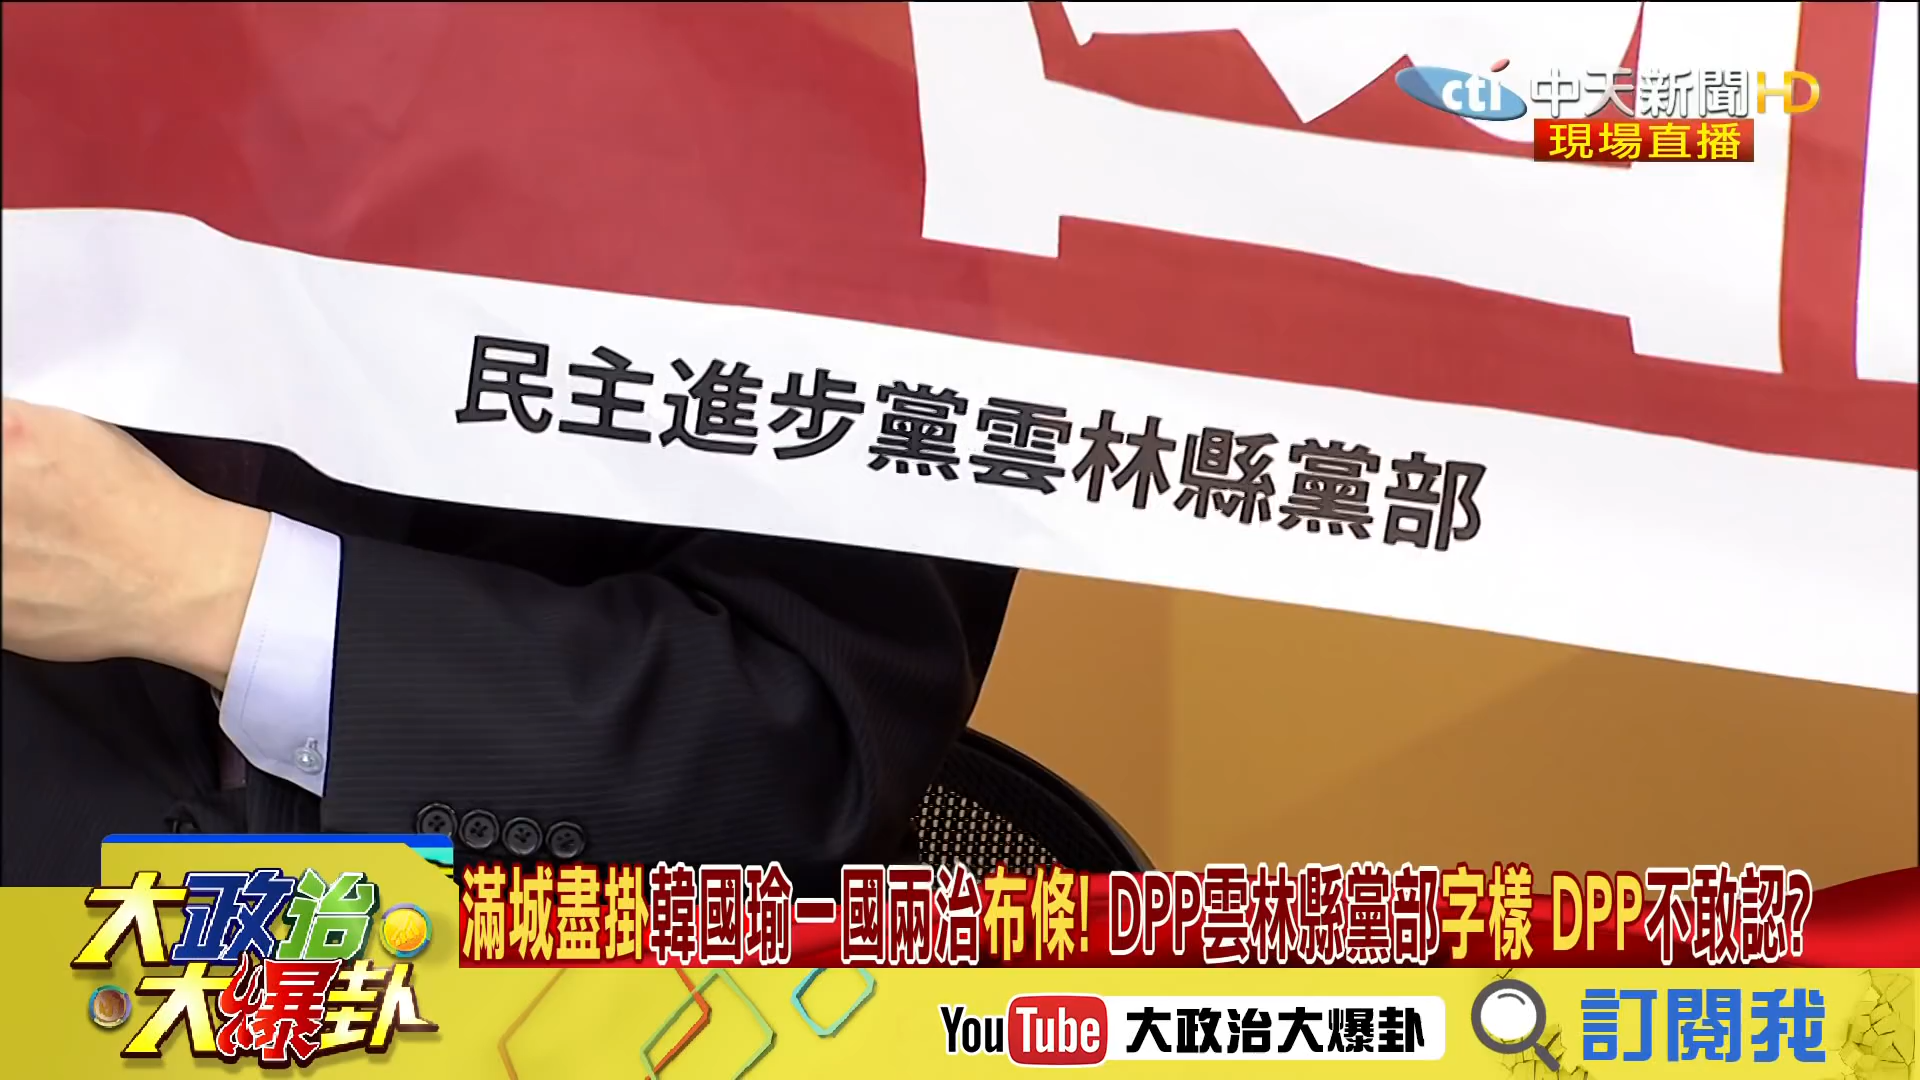 cti 中天新聞HD
現場直播
民主進步黨雲林縣黨部
滿城盡掛韓國瑜一國兩治布條! DPP雲林縣黨部字樣 DPP不敢認?
大政治
大爆卦
YouTube 大政治大爆卦
訂閱我